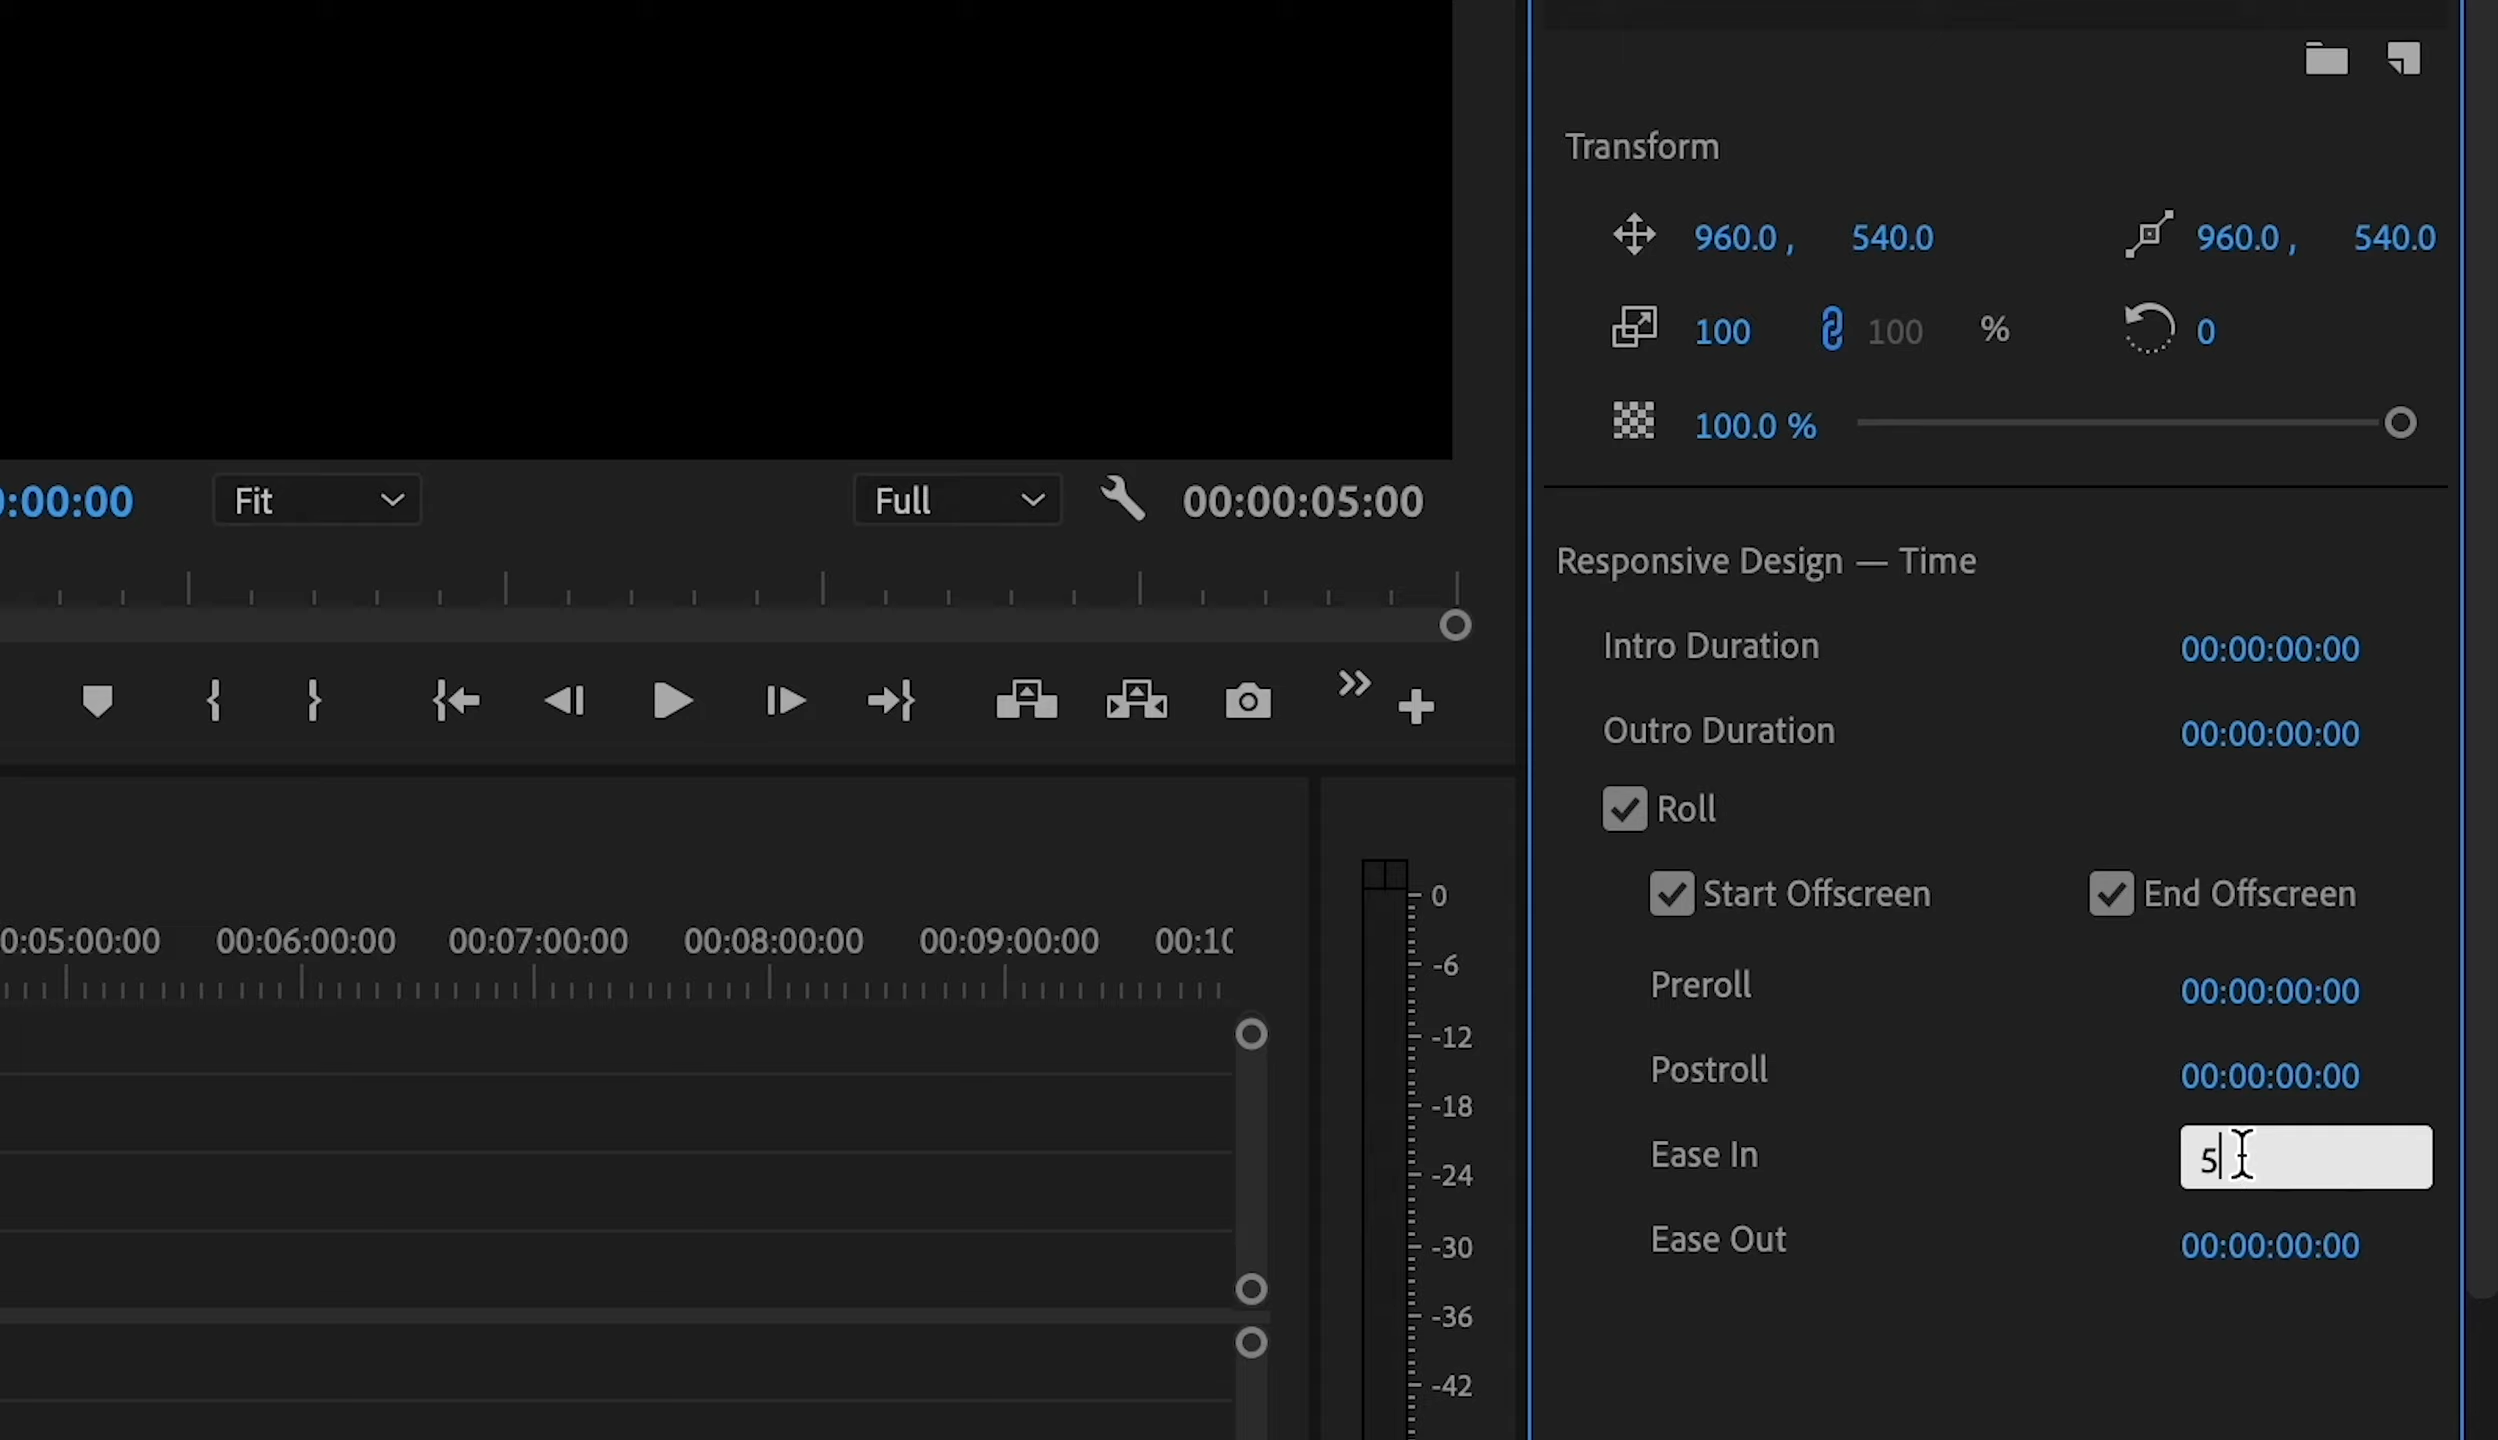 Transform
960.0 , 540.0 960.0 , 540.0
100 100 % 0
100.0 %
:00:00 Fit Full 00:00:05:00
Responsive Design — Time
Intro Duration 00:00:00:00
Outro Duration 00:00:00:00
Roll
Start Offscreen End Offscreen
0:05:00:00 00:06:00:00 00:07:00:00 00:08:00:00 00:09:00:00 00:10
Preroll 00:00:00:00
Postroll 00:00:00:00
Ease In 5
Ease Out 00:00:00:00
0
-6
-12
-18
-24
-30
-36
-42